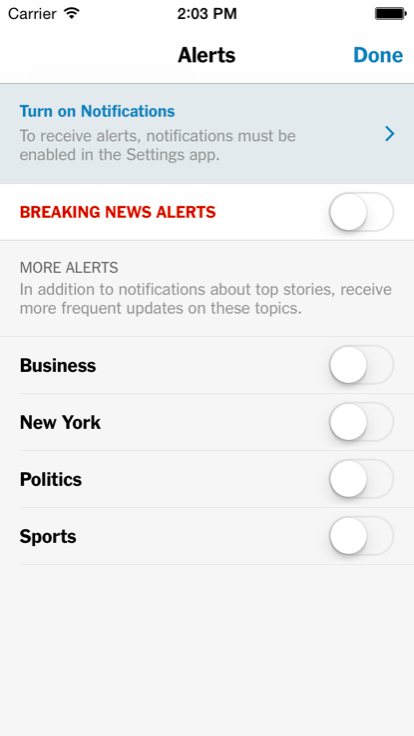 Carrier 2:03 PM
Alerts Done
Turn on Notifications
To receive alerts, notifications must be
enabled in the Settings app.
BREAKING NEWS ALERTS
MORE ALERTS
In addition to notifications about top stories, receive
more frequent updates on these topics.
Business
New York
Politics
Sports